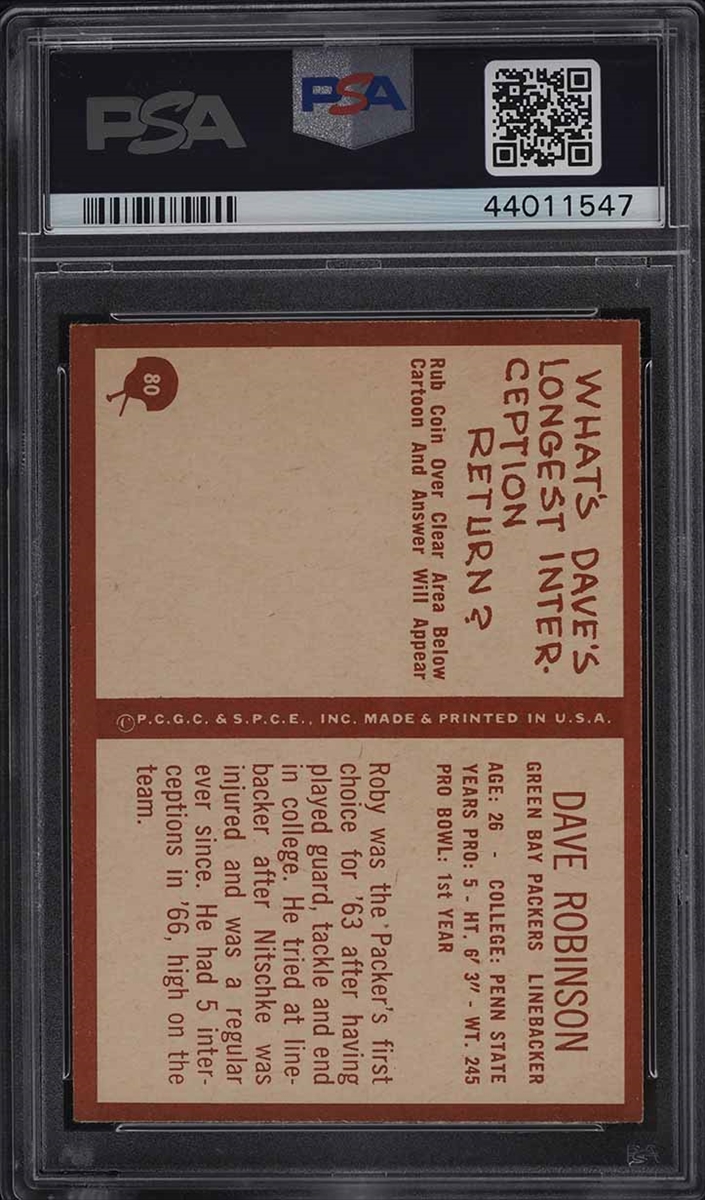 PSA
PSA
44011547
WHAT'S DAVE'S
LONGEST INTER-
CEPTION
RETURN?
Rub Coin Over Clear Area Below
Cartoon And Answer Will Appear
80
©P.C.G.C. & S.P.C.E., INC. MADE & PRINTED IN U.S.A.
DAVE ROBINSON
GREEN BAY PACKERS LINEBACKER
AGE: 26 - COLLEGE: PENN STATE
YEARS PRO: 5 - HT. 6' 3" - WT. 245
PRO BOWL: 1st YEAR
Roby was the Packer's first
choice for '63 after having
played guard, tackle and end
in college. He tried at line-
backer after Nitschke was
injured and was a regular
ever since. He had 5 inter-
ceptions in '66, high on the
team.
PSA